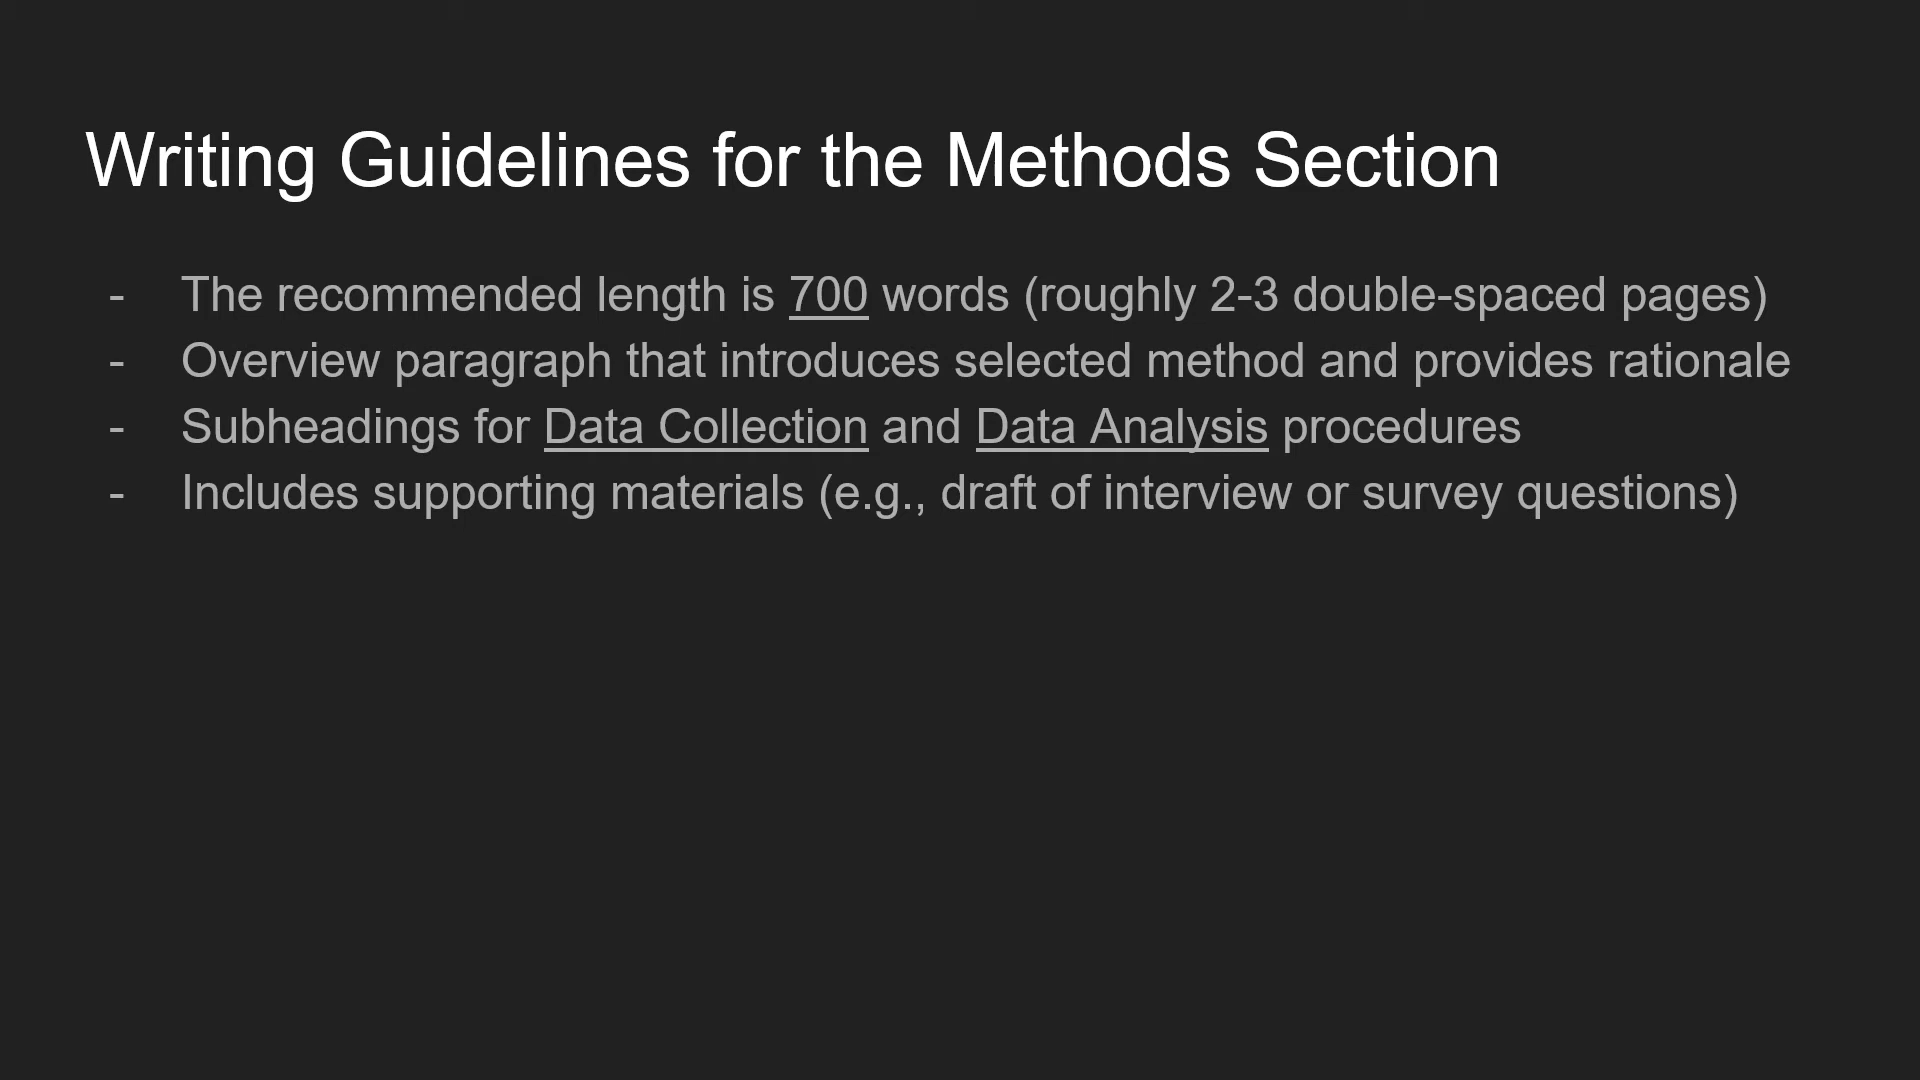 Writing Guidelines for the Methods Section
- The recommended length is 700 words (roughly 2-3 double-spaced pages)
- Overview paragraph that introduces selected method and provides rationale
- Subheadings for Data Collection and Data Analysis procedures
- Includes supporting materials (e.g., draft of interview or survey questions)